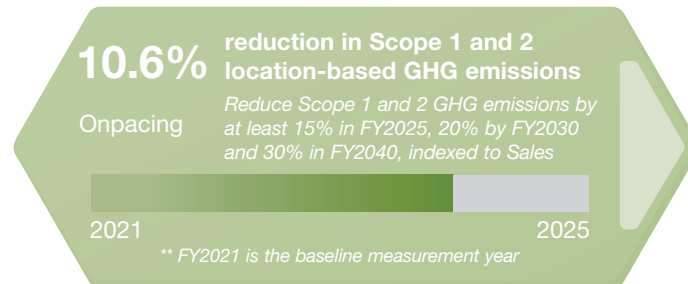 10.6%
reduction in Scope 1 and 2
location-based GHG emissions
Onpacing
Reduce Scope 1 and 2 GHG emissions by
at least 15% in FY2025, 20% by FY2030
and 30% in FY2040, indexed to Sales
2021
2025
** FY2021 is the baseline measurement year